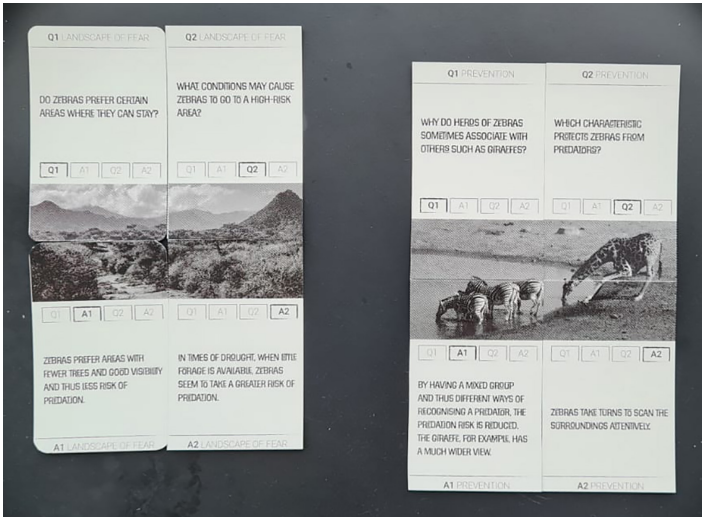 Q1 LANDSCAPE OF FEAR
DO ZEBRAS PREFER CERTAIN
AREAS WHERE THEY CAN STAY?
Q1 A1 Q2 A2
Q2 LANDSCAPE OF FEAR
WHAT CONDITIONS MAY CAUSE
ZEBRAS TO GO TO A HIGH-RISK
AREA?
Q1 A1 Q2 A2
Q1 A1 Q2 A2
ZEBRAS PREFER AREAS WITH
FEWER TREES AND GOOD VISIBILITY
AND THUS LESS RISK OF
PREDATION.
A1 LANDSCAPE OF FEAR
Q1 A1 Q2 A2
IN TIMES OF DROUGHT, WHEN LITTLE
FORAGE IS AVAILABLE, ZEBRAS
SEEM TO TAKE A GREATER RISK OF
PREDATION.
A2 LANDSCAPE OF FEAR
Q1 PREVENTION
WHY DO HERDS OF ZEBRAS
SOMETIMES ASSOCIATE WITH
OTHERS SUCH AS GIRAFFES?
Q1 A1 Q2 A2
Q2 PREVENTION
WHICH CHARACTERISTIC
PROTECTS ZEBRAS FROM
PREDATORS?
Q1 A1 Q2 A2
Q1 A1 Q2 A2
BY HAVING A MIXED GROUP
AND THUS DIFFERENT WAYS OF
RECOGNISING A PREDATOR, THE
PREDATION RISK IS REDUCED.
THE GIRAFFE, FOR EXAMPLE, HAS
A MUCH WIDER VIEW.
A1 PREVENTION
Q1 A1 Q2 A2
ZEBRAS TAKE TURNS TO SCAN THE
SURROUNDINGS ATTENTIVELY.
A2 PREVENTION